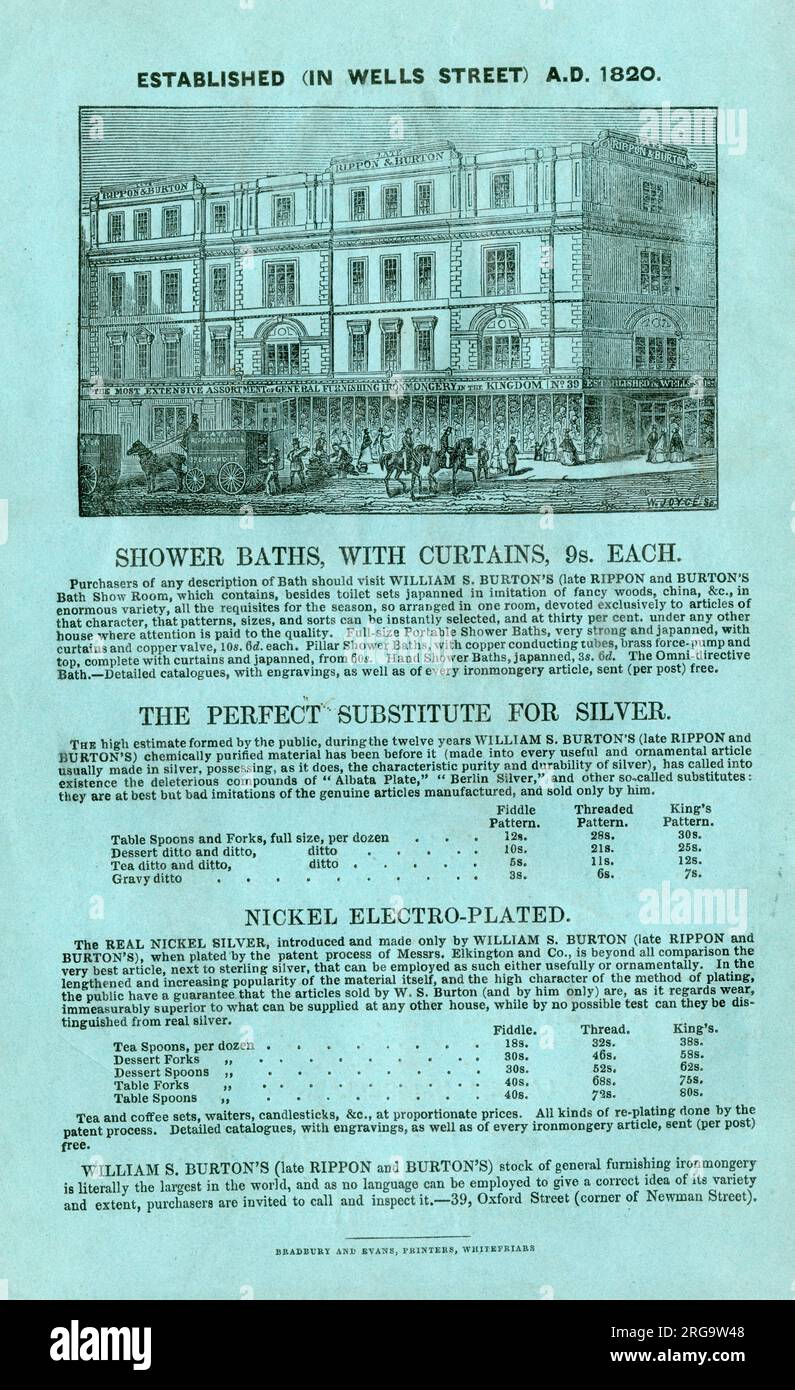 ESTABLISHED (IN WELLS STREET) A.D. 1820.
LATE
RIPPON & BURTON
LATE
RIPPON & BURTON
RIPPON & BURTON
THE MOST EXTENSIVE ASSORTMENT OF GENERAL FURNISHING IRONMONGERY IN THE KINGDOM
No 39
ESTABLISHED IN WELLS ST
RIPPON & BURTON
W. JOYCE Sc
SHOWER BATHS, WITH CURTAINS, 9s. EACH.
Purchasers of any description of Bath should visit WILLIAM S. BURTON'S (late RIPPON and BURTON'S
Bath Show Room, which contains, besides toilet sets japanned in imitation of fancy woods, china, &c., in
enormous variety, all the requisites for the season, so arranged in one room, devoted exclusively to articles of
that character, that patterns, sizes, and sorts can be instantly selected, and at thirty per cent. under any other
house where attention is paid to the quality. Full-size Portable Shower Baths, very strong and japanned, with
curtains and copper valve, 10s. 6d. each. Pillar Shower Baths, with copper conducting tubes, brass force-pump and
top, complete with curtains and japanned, from 60s. Hand Shower Baths, japanned, 3s. 6d. The Omni-directive
Bath.—Detailed catalogues, with engravings, as well as of every ironmongery article, sent (per post) free.
THE PERFECT SUBSTITUTE FOR SILVER.
THE high estimate formed by the public, during the twelve years WILLIAM S. BURTON'S (late RIPPON and
BURTON'S) chemically purified material has been before it (made into every useful and ornamental article
usually made in silver, possessing, as it does, the characteristic purity and durability of silver), has called into
existence the deleterious compounds of "Albata Plate," "Berlin Silver," and other so-called substitutes:
they are at best but bad imitations of the genuine articles manufactured, and sold only by him.
Fiddle Threaded King's
Pattern. Pattern. Pattern.
Table Spoons and Forks, full size, per dozen . . . 12s. 28s. 30s.
Dessert ditto and ditto, ditto . . . . . 10s. 21s. 25s.
Tea ditto and ditto, ditto . . . . . 5s. 11s. 12s.
Gravy ditto . . . . . . . . . . 3s. 6s. 7s.
NICKEL ELECTRO-PLATED.
The REAL NICKEL SILVER, introduced and made only by WILLIAM S. BURTON (late RIPPON and
BURTON'S), when plated by the patent process of Messrs. Elkington and Co., is beyond all comparison the
very best article, next to sterling silver, that can be employed as such either usefully or ornamentally. In the
lengthened and increasing popularity of the material itself, and the high character of the method of plating,
the public have a guarantee that the articles sold by W. S. Burton (and by him only) are, as it regards wear,
immeasurably superior to what can be supplied at any other house, while by no possible test can they be dis-
tinguished from real silver.
Fiddle. Thread. King's.
Tea Spoons, per dozen . . . . . . . . 18s. 32s. 38s.
Dessert Forks „ . . . . . . . . 30s. 46s. 58s.
Dessert Spoons „ . . . . . . . . 30s. 52s. 62s.
Table Forks „ . . . . . . . . 40s. 68s. 75s.
Table Spoons „ . . . . . . . . 40s. 72s. 80s.
Tea and coffee sets, waiters, candlesticks, &c., at proportionate prices. All kinds of re-plating done by the
patent process. Detailed catalogues, with engravings, as well as of every ironmongery article, sent (per post)
free.
WILLIAM S. BURTON'S (late RIPPON and BURTON'S) stock of general furnishing ironmongery
is literally the largest in the world, and as no language can be employed to give a correct idea of its variety
and extent, purchasers are invited to call and inspect it.—39, Oxford Street (corner of Newman Street).
BRADBURY AND EVANS, PRINTERS, WHITEFRIARS
alamy
Image ID: 2RG9W48
www.alamy.com